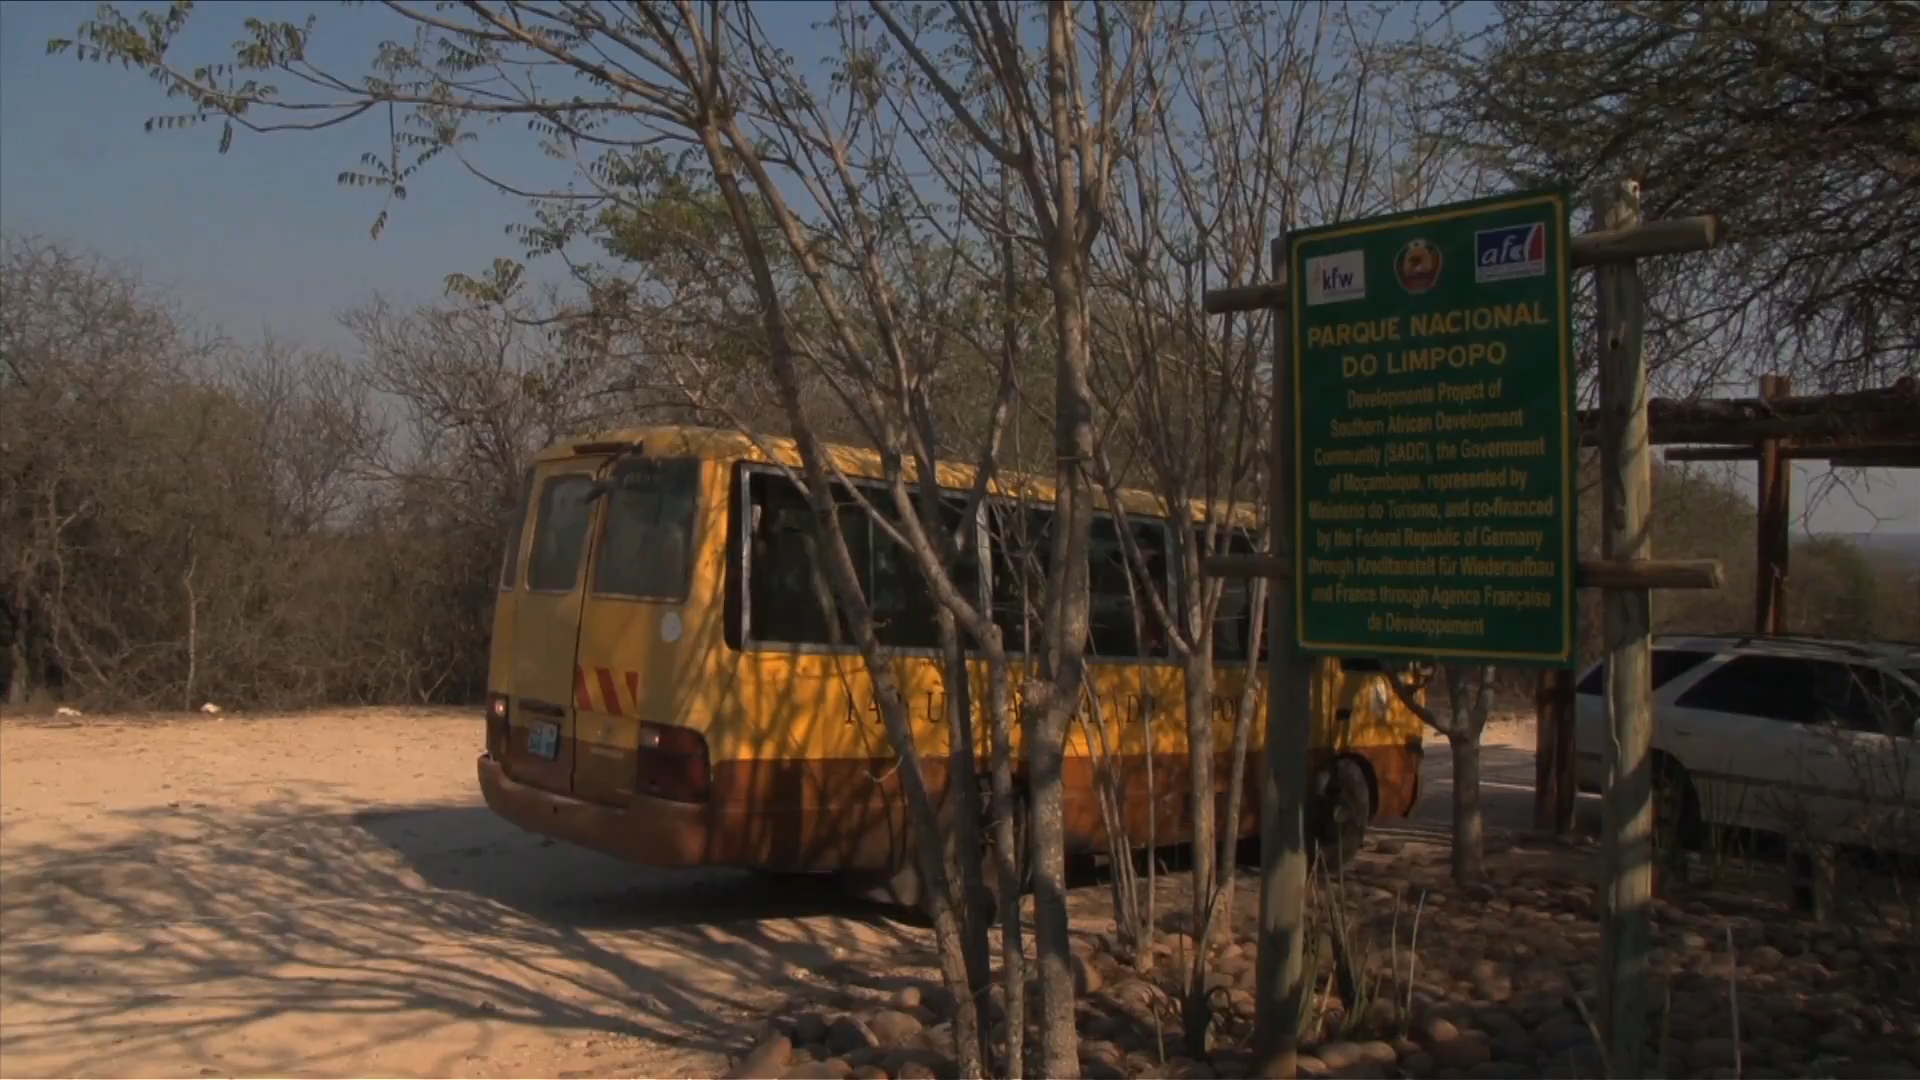 kfw
afd
PARQUE NACIONAL
DO LIMPOPO
Developmente Project of
Southern African Development
Community (SADC), the Government
of Moçambique, represented by
Ministério do Turismo, and co-financed
by the Federal Republic of Germany
through Kreditanstalt für Wiederaufbau
and France through Agence Française
de Développement